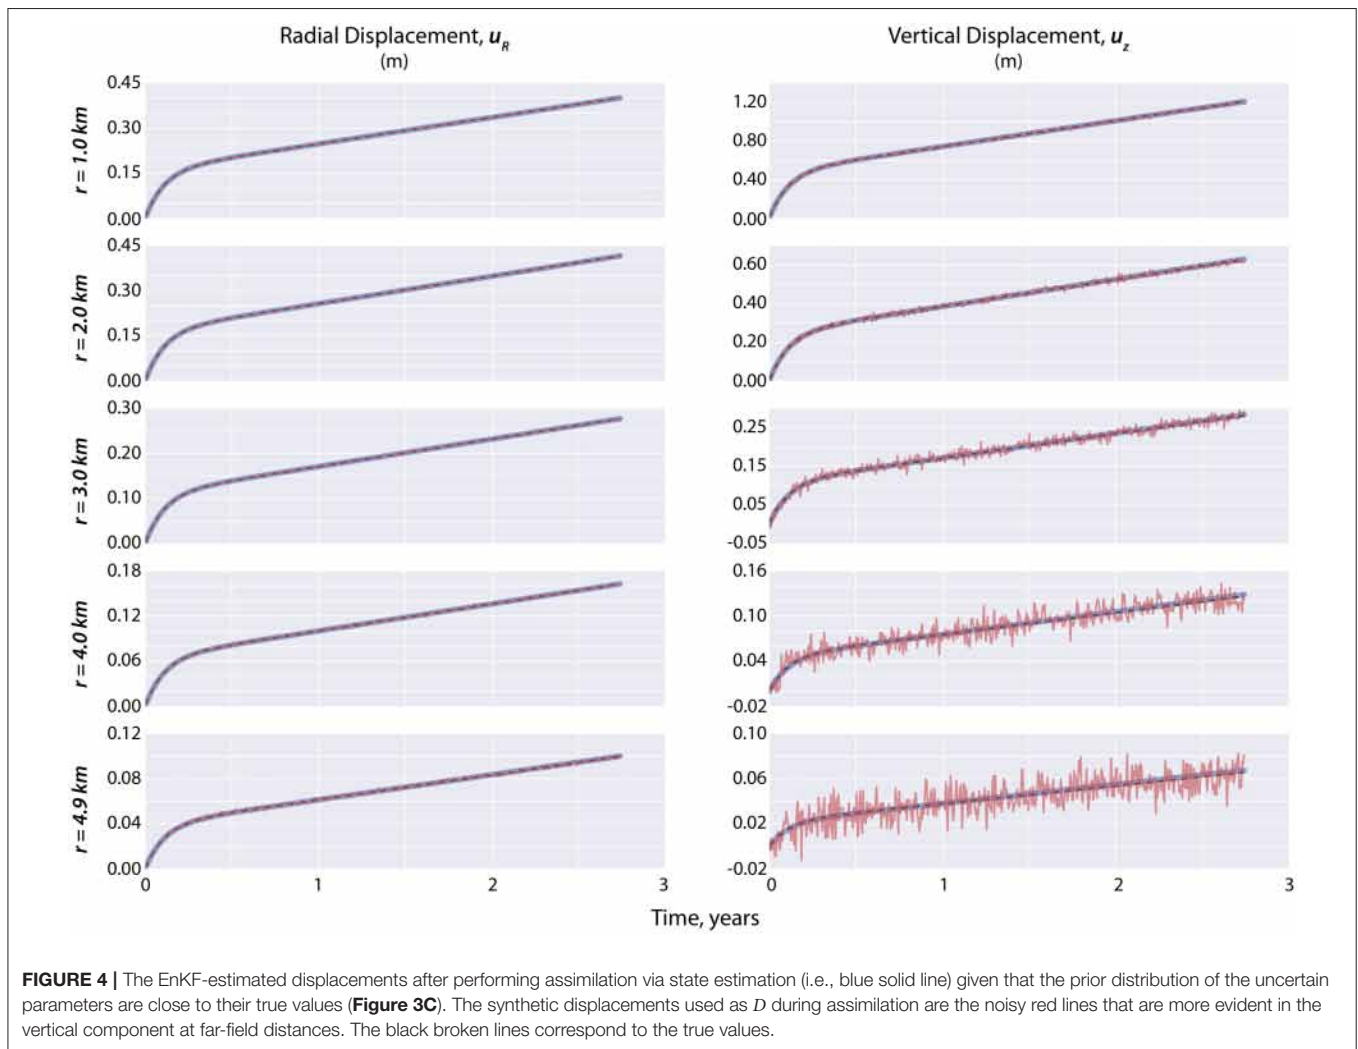 Radial Displacement, uR
(m)
Vertical Displacement, uz
(m)
r = 1.0 km
0.45
0.30
0.15
0.00
1.20
0.80
0.40
0.00
r = 2.0 km
0.45
0.30
0.15
0.00
0.60
0.40
0.20
0.00
r = 3.0 km
0.30
0.20
0.10
0.00
0.25
0.15
0.05
-0.05
r = 4.0 km
0.18
0.12
0.06
0.00
0.16
0.10
0.04
-0.02
r = 4.9 km
0.12
0.08
0.04
0.00
0.10
0.06
0.02
-0.02
0 1 2 3
0 1 2 3
Time, years
FIGURE 4 | The EnKF-estimated displacements after performing assimilation via state estimation (i.e., blue solid line) given that the prior distribution of the uncertain
parameters are close to their true values (Figure 3C). The synthetic displacements used as D during assimilation are the noisy red lines that are more evident in the
vertical component at far-field distances. The black broken lines correspond to the true values.